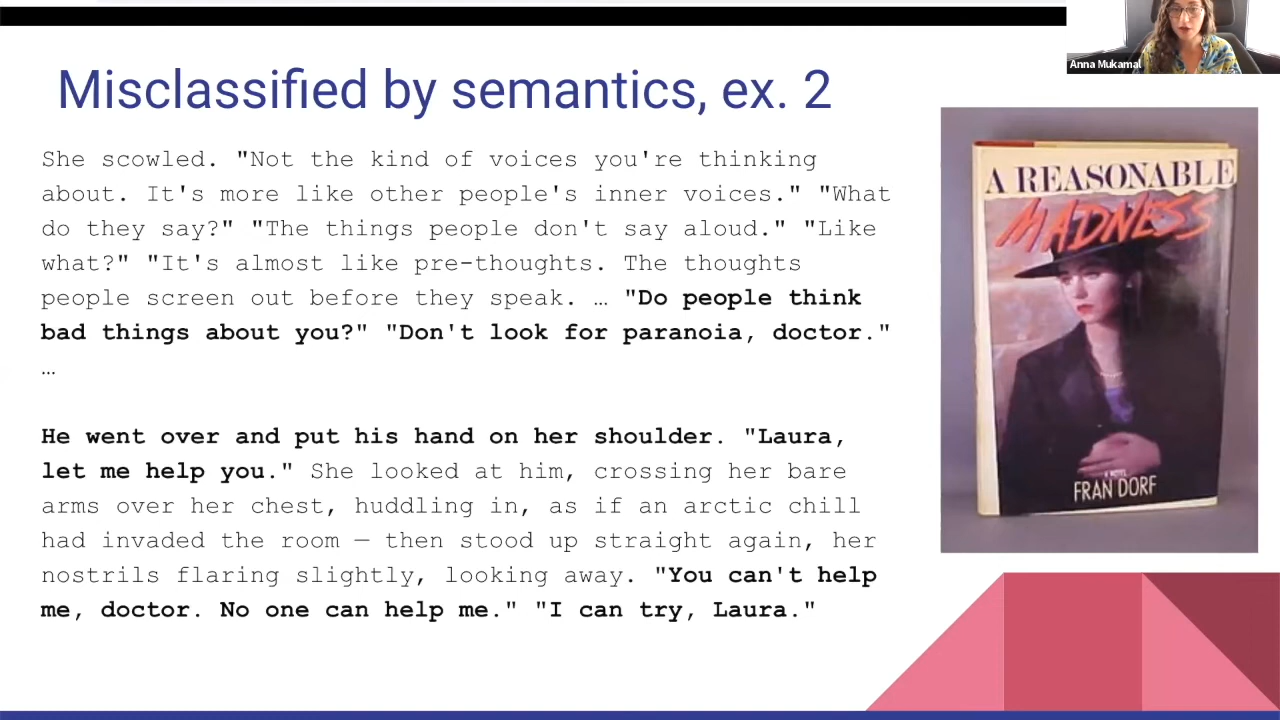 Anna Mukamal
Misclassified by semantics, ex. 2
She scowled. "Not the kind of voices you're thinking
about. It's more like other people's inner voices." "What
do they say?" "The things people don't say aloud." "Like
what?" "It's almost like pre-thoughts. The thoughts
people screen out before they speak. … "Do people think
bad things about you?" "Don't look for paranoia, doctor."
…
He went over and put his hand on her shoulder. "Laura,
let me help you." She looked at him, crossing her bare
arms over her chest, huddling in, as if an arctic chill
had invaded the room — then stood up straight again, her
nostrils flaring slightly, looking away. "You can't help
me, doctor. No one can help me." "I can try, Laura."
A REASONABLE
MADNESS
A NOVEL
FRAN DORF